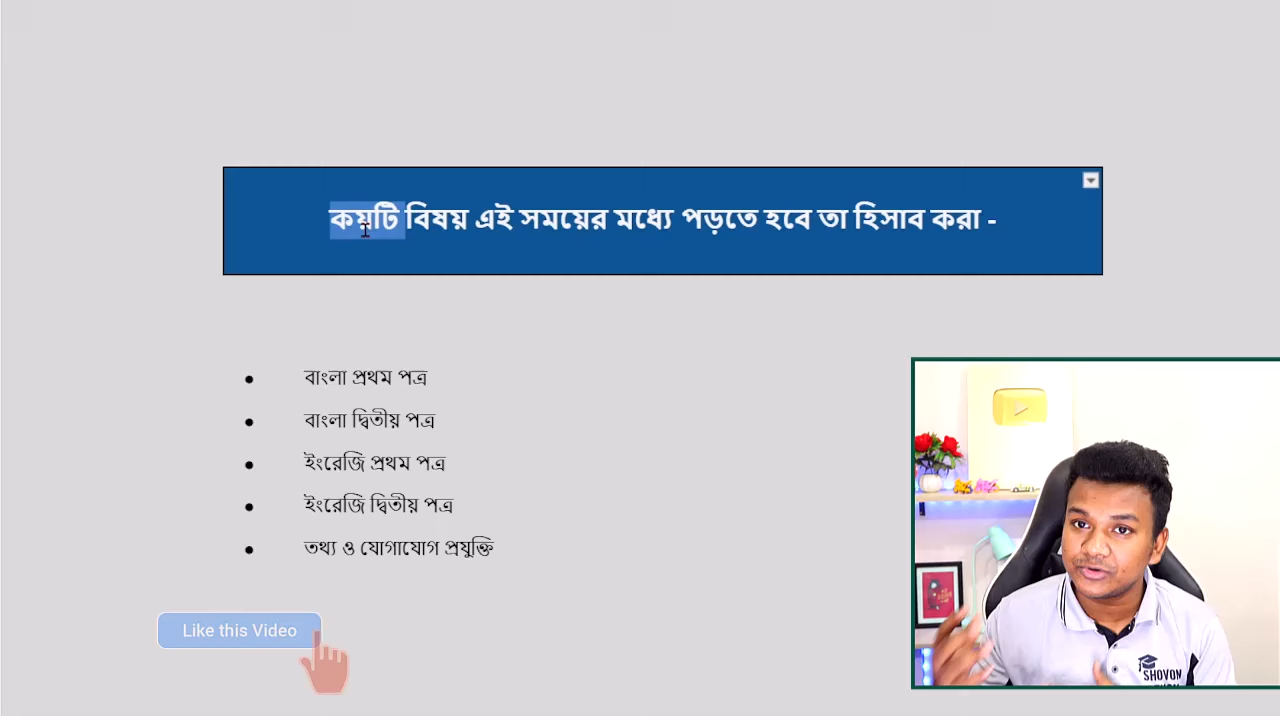 কয়টি বিষয় এই সময়ের মধ্যে পড়তে হবে তা হিসাব করা -
বাংলা প্রথম পত্র
বাংলা দ্বিতীয় পত্র
ইংরেজি প্রথম পত্র
ইংরেজি দ্বিতীয় পত্র
তথ্য ও যোগাযোগ প্রযুক্তি
Like this Video
SHOVON